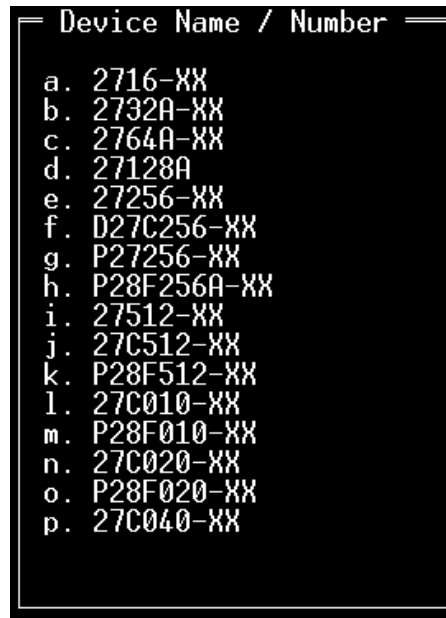 Device Name / Number
a. 2716-XX
b. 2732A-XX
c. 2764A-XX
d. 27128A
e. 27256-XX
f. D27C256-XX
g. P27256-XX
h. P28F256A-XX
i. 27512-XX
j. 27C512-XX
k. P28F512-XX
l. 27C010-XX
m. P28F010-XX
n. 27C020-XX
o. P28F020-XX
p. 27C040-XX